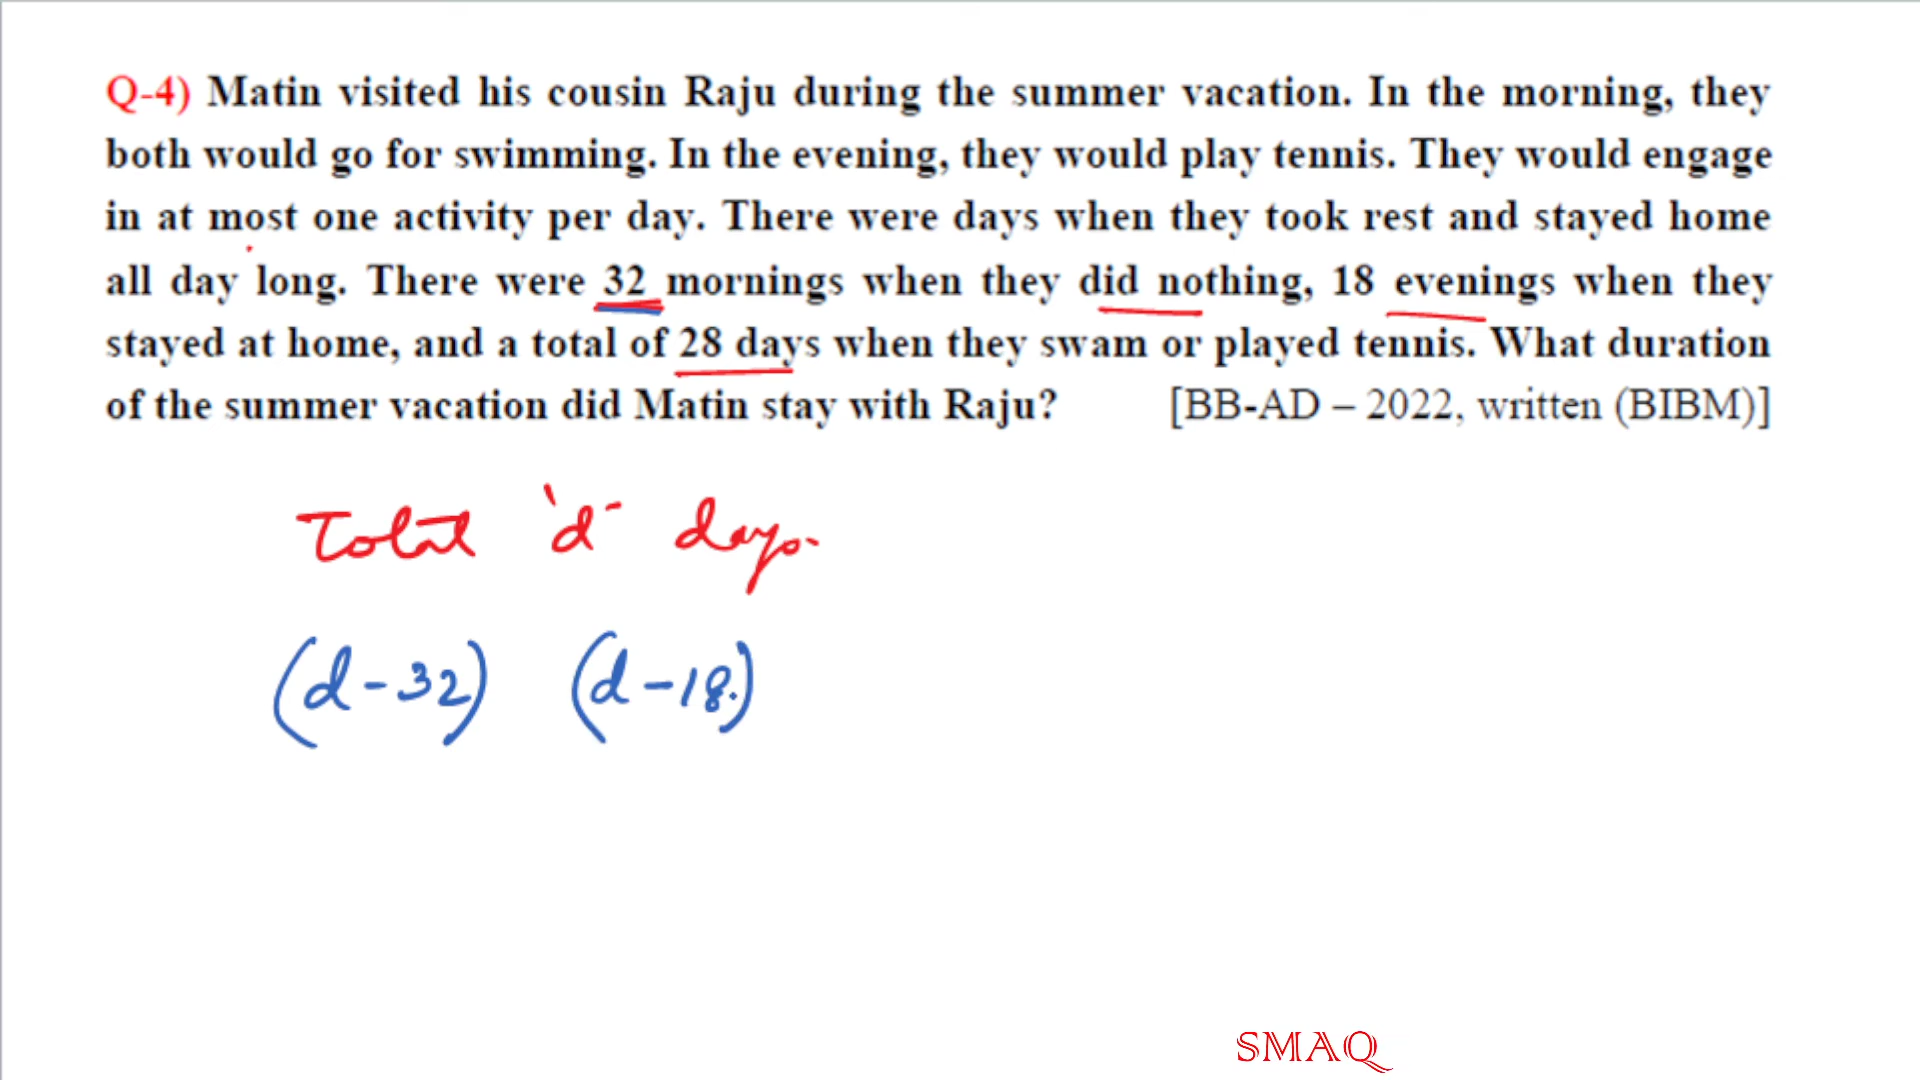 Q-4) Matin visited his cousin Raju during the summer vacation. In the morning, they
both would go for swimming. In the evening, they would play tennis. They would engage
in at most one activity per day. There were days when they took rest and stayed home
all day long. There were 32 mornings when they did nothing, 18 evenings when they
stayed at home, and a total of 28 days when they swam or played tennis. What duration
of the summer vacation did Matin stay with Raju? [BB-AD – 2022, written (BIBM)]
Total 'd' days.
(d-32) (d-18)
SMAQ